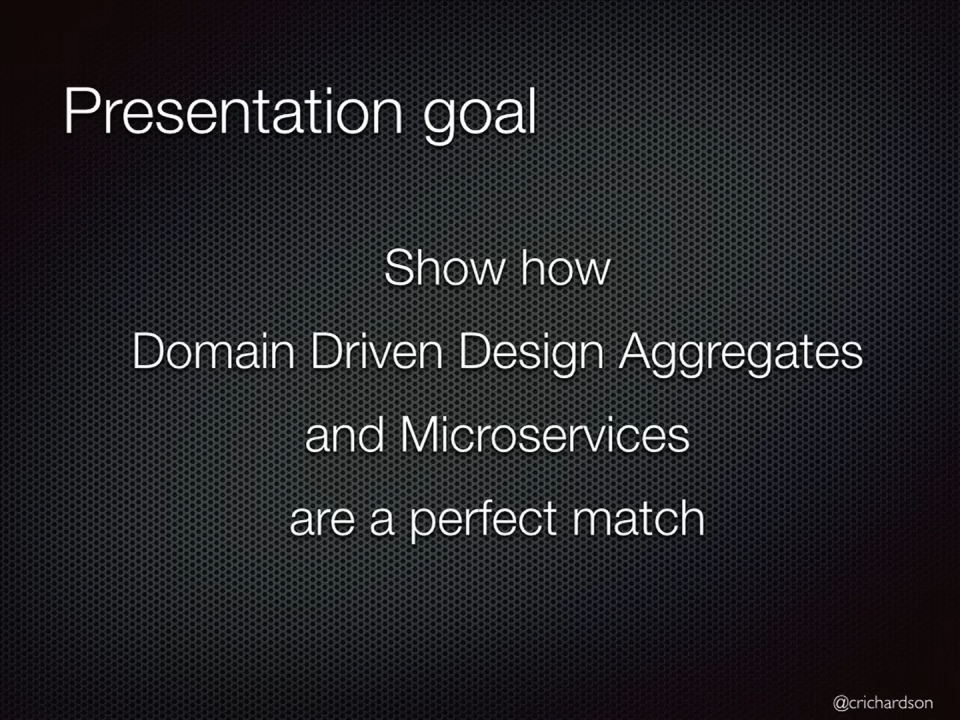 Presentation goal
Show how
Domain Driven Design Aggregates
and Microservices
are a perfect match
@crichardson